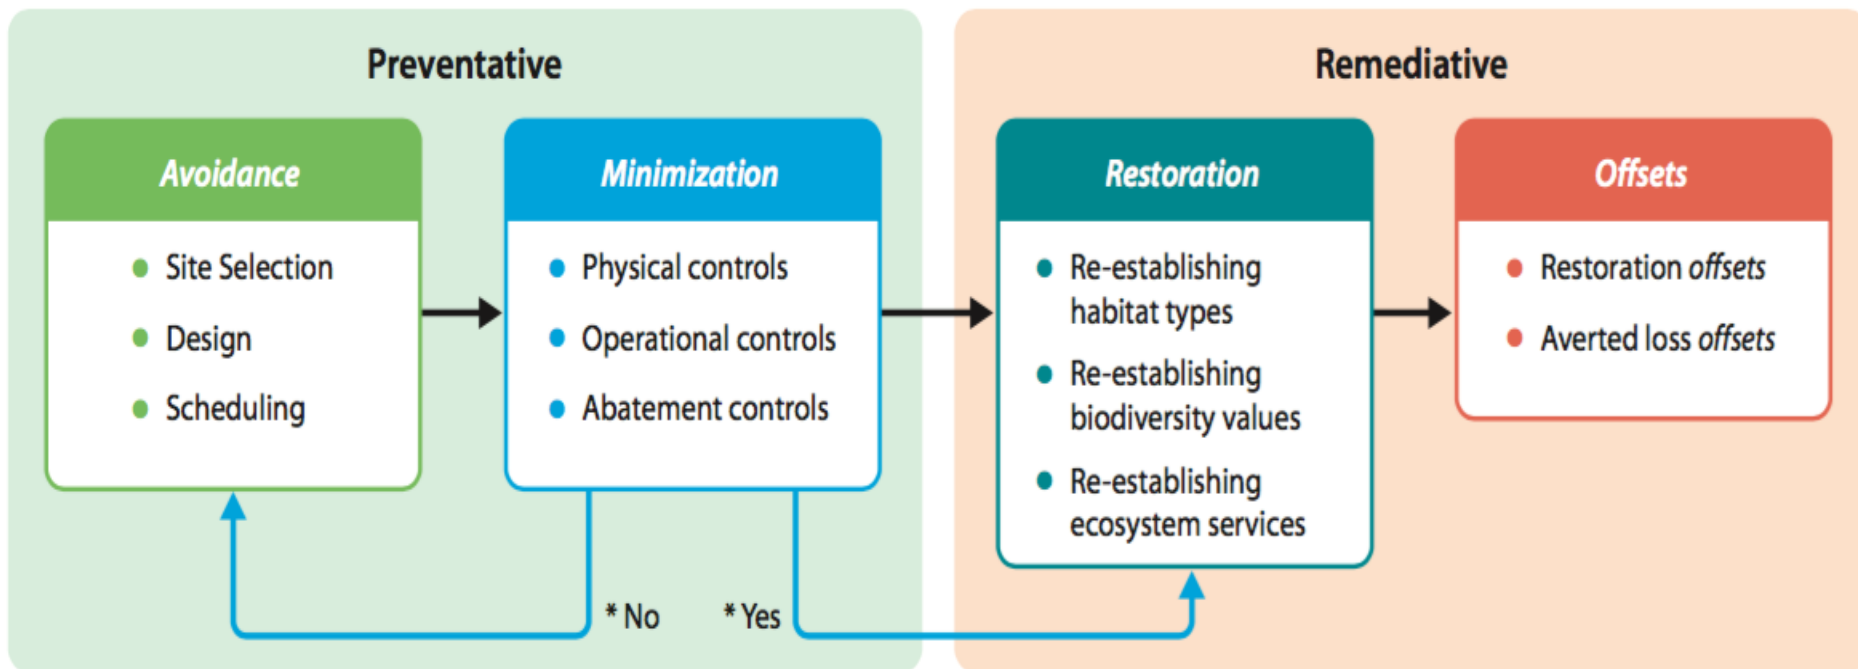 Preventative
Avoidance
Site Selection
Design
Scheduling
Minimization
Physical controls
Operational controls
Abatement controls
* No
* Yes
Remediative
Restoration
Re-establishing
habitat types
Re-establishing
biodiversity values
Re-establishing
ecosystem services
Offsets
Restoration offsets
Averted loss offsets